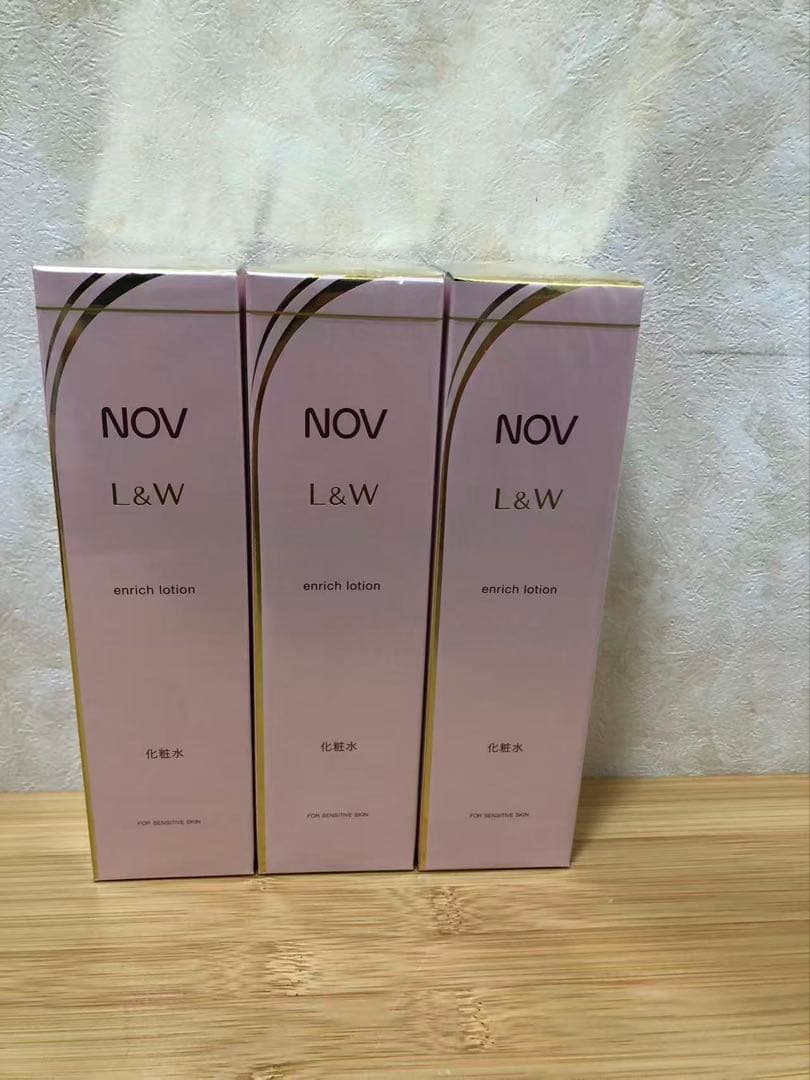 NOV
L&W
enrich lotion
化粧水
FOR SENSITIVE SKIN
NOV
L&W
enrich lotion
化粧水
FOR SENSITIVE SKIN
NOV
L&W
enrich lotion
化粧水
FOR SENSITIVE SKIN